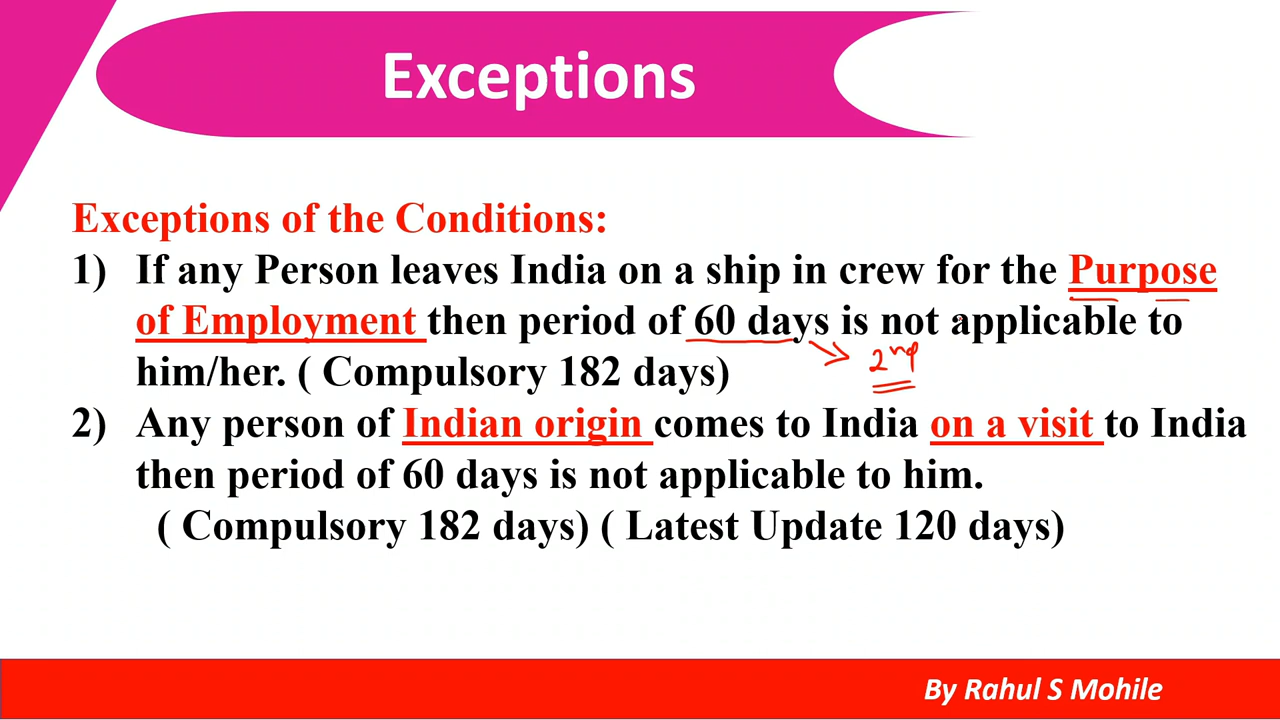 Exceptions
Exceptions of the Conditions:
1) If any Person leaves India on a ship in crew for the Purpose
of Employment then period of 60 days is not applicable to
2nd
him/her. ( Compulsory 182 days)
2) Any person of Indian origin comes to India on a visit to India
then period of 60 days is not applicable to him.
( Compulsory 182 days) ( Latest Update 120 days)
By Rahul S Mohile